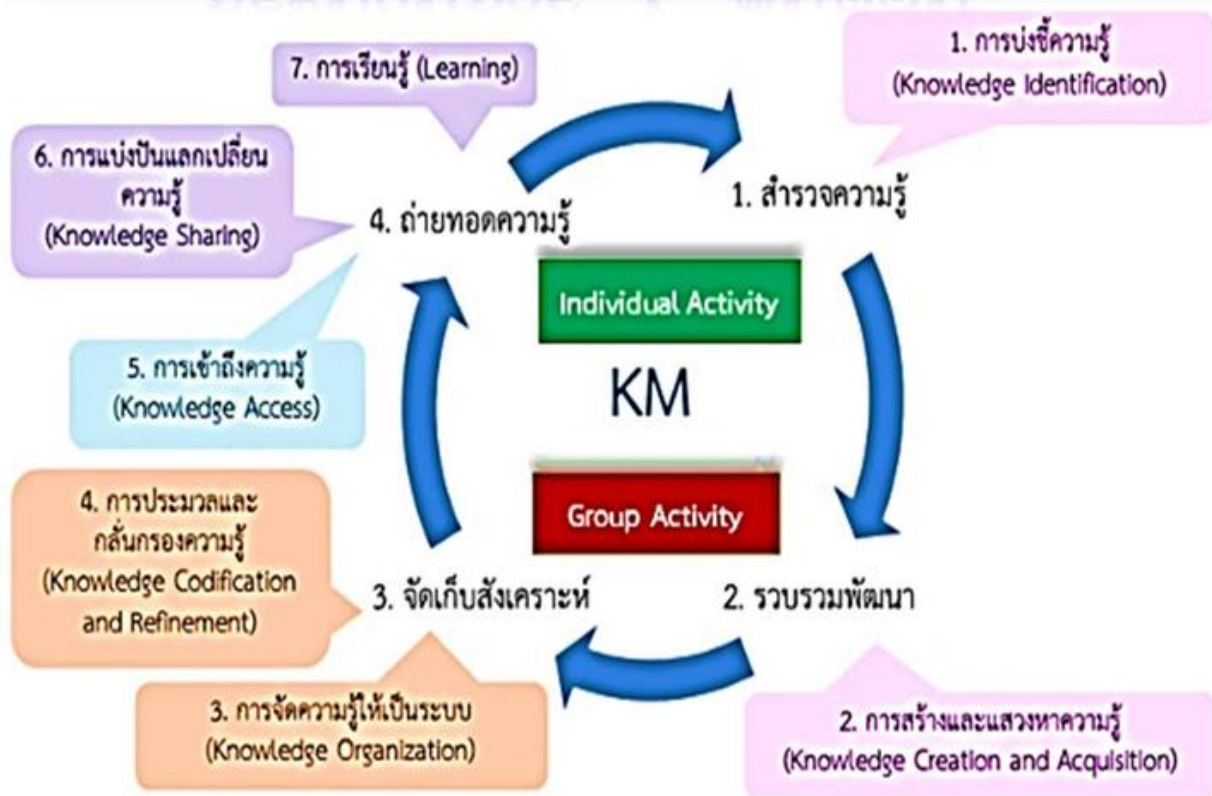 7. การเรียนรู้ (Learning)
1. การบ่งชี้ความรู้
(Knowledge Identification)
6. การแบ่งปันแลกเปลี่ยน
ความรู้
(Knowledge Sharing)
4. ถ่ายทอดความรู้
1. สำรวจความรู้
Individual Activity
5. การเข้าถึงความรู้
(Knowledge Access)
KM
4. การประมวลและ
กลั่นกรองความรู้
(Knowledge Codification
and Refinement)
Group Activity
3. จัดเก็บสังเคราะห์
2. รวบรวมพัฒนา
3. การจัดความรู้ให้เป็นระบบ
(Knowledge Organization)
2. การสร้างและแสวงหาความรู้
(Knowledge Creation and Acquisition)